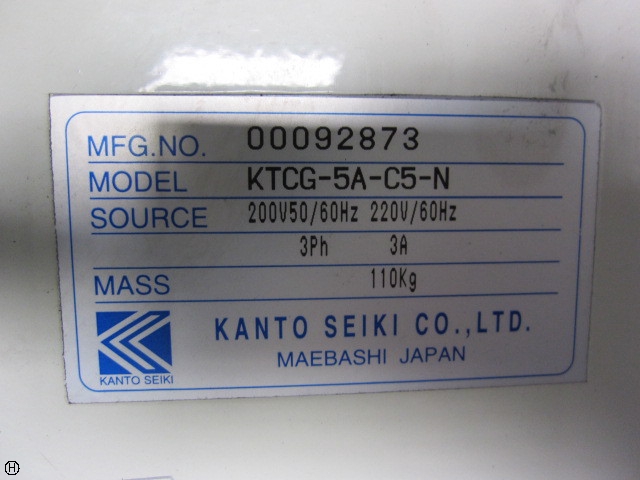 MFG.NO. 00092873
MODEL KTCG-5A-C5-N
SOURCE 200V50/60Hz 220V/60Hz
3Ph 3A
MASS 110Kg
KANTO SEIKI CO.,LTD.
MAEBASHI JAPAN
KANTO SEIKI
H